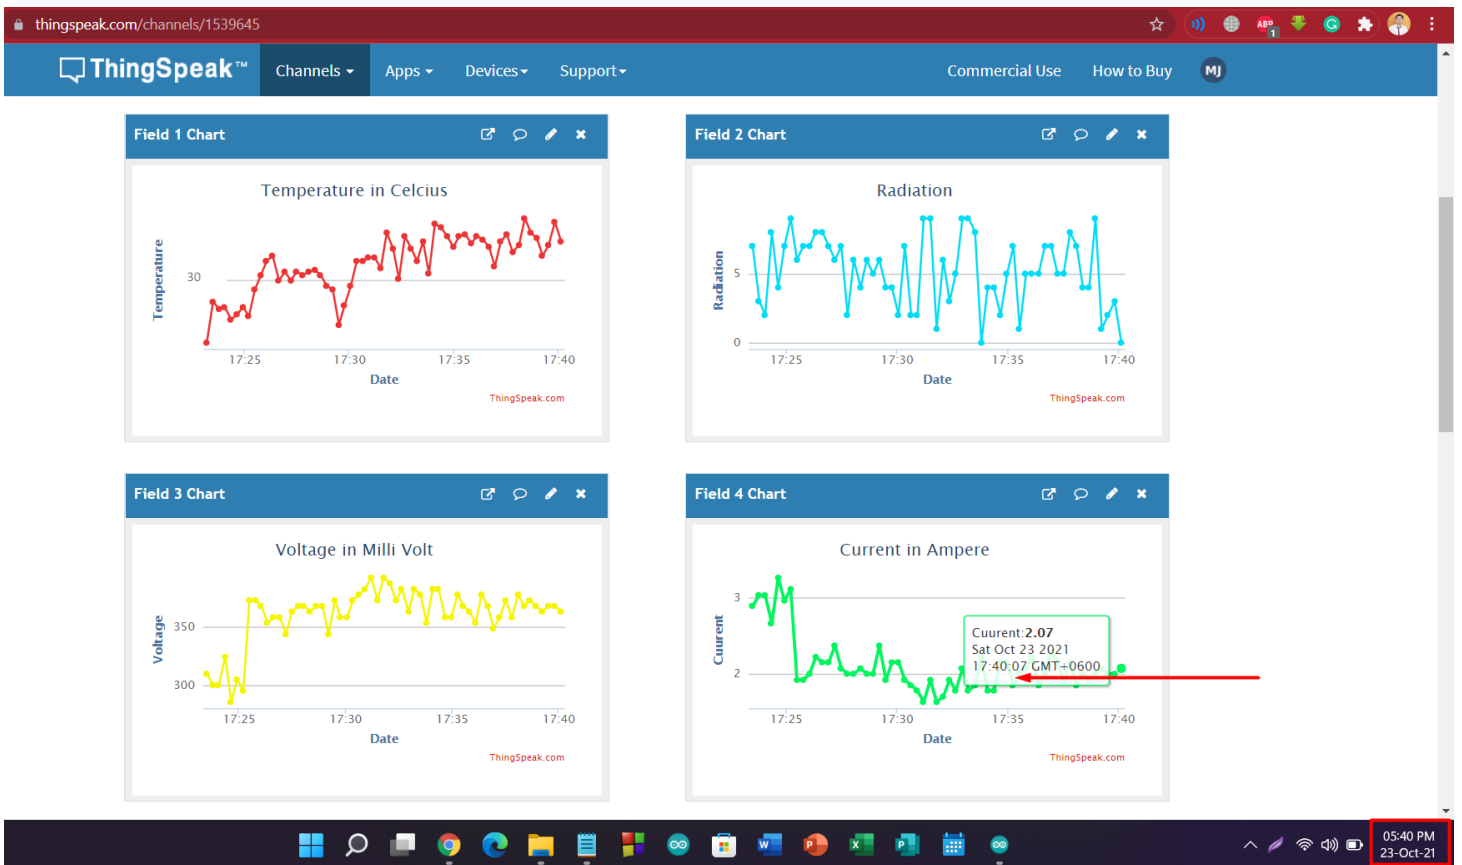 thingspeak.com/channels/1539645
ABP
1
ThingSpeak™ Channels Apps Devices Support Commercial Use How to Buy MJ
Field 1 Chart
Temperature in Celcius
Temperature
30
17:25 17:30 17:35 17:40
Date
ThingSpeak.com
Field 2 Chart
Radiation
Radiation
5
0
17:25 17:30 17:35 17:40
Date
ThingSpeak.com
Field 3 Chart
Voltage in Milli Volt
Voltage
350
300
17:25 17:30 17:35 17:40
Date
ThingSpeak.com
Field 4 Chart
Current in Ampere
Cuurent
3
2
Cuurent:2.07
Sat Oct 23 2021
17:40:07 GMT+0600
17:25 17:30 17:35 17:40
Date
ThingSpeak.com
05:40 PM
23-Oct-21